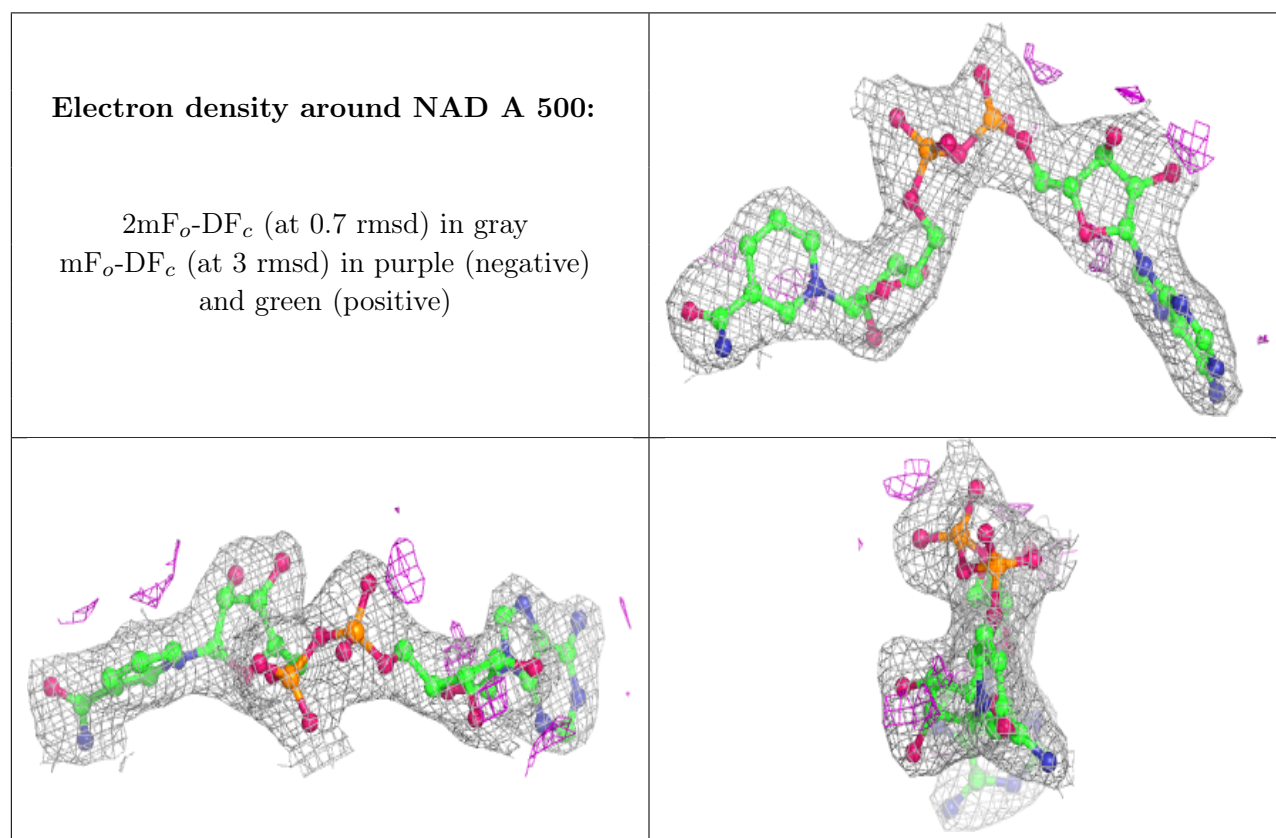 Electron density around NAD A 500:
2mFₒ-DF𝒸 (at 0.7 rmsd) in gray
mFₒ-DF𝒸 (at 3 rmsd) in purple (negative)
and green (positive)